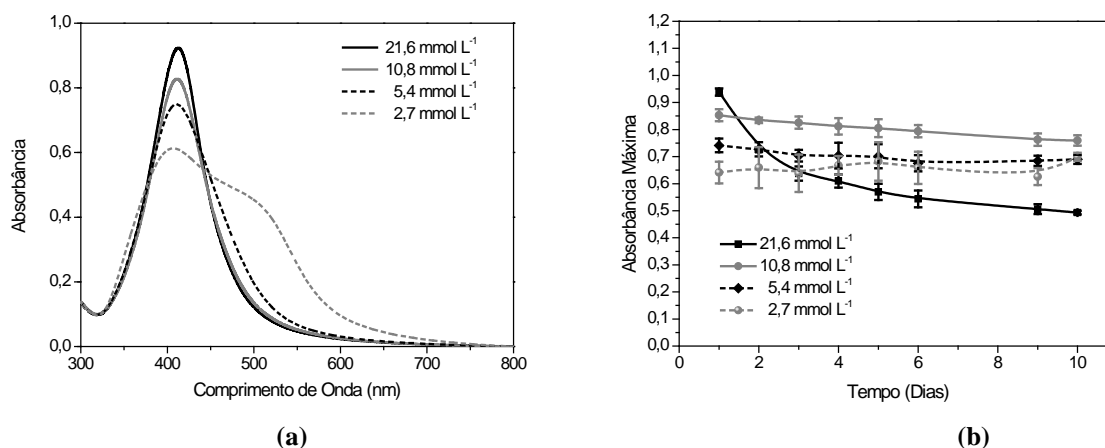 1,0
0,8
0,6
0,4
0,2
0,0
Absorbância
300 400 500 600 700 800
Comprimento de Onda (nm)
21,6 mmol L⁻¹
10,8 mmol L⁻¹
5,4 mmol L⁻¹
2,7 mmol L⁻¹
(a)
1,2
1,1
1,0
0,9
0,8
0,7
0,6
0,5
0,4
0,3
0,2
0,1
0,0
Absorbância Máxima
0 2 4 6 8 10
Tempo (Dias)
21,6 mmol L⁻¹
10,8 mmol L⁻¹
5,4 mmol L⁻¹
2,7 mmol L⁻¹
(b)